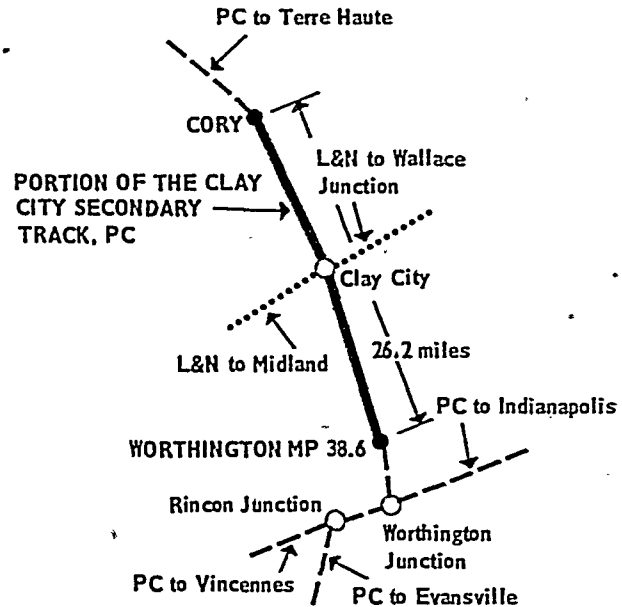 PC to Terre Haute
CORY
L&N to Wallace
Junction
PORTION OF THE CLAY
CITY SECONDARY
TRACK, PC
Clay City
L&N to Midland
26.2 miles
PC to Indianapolis
WORTHINGTON MP 38.6
Rincon Junction
Worthington
Junction
PC to Vincennes
PC to Evansville